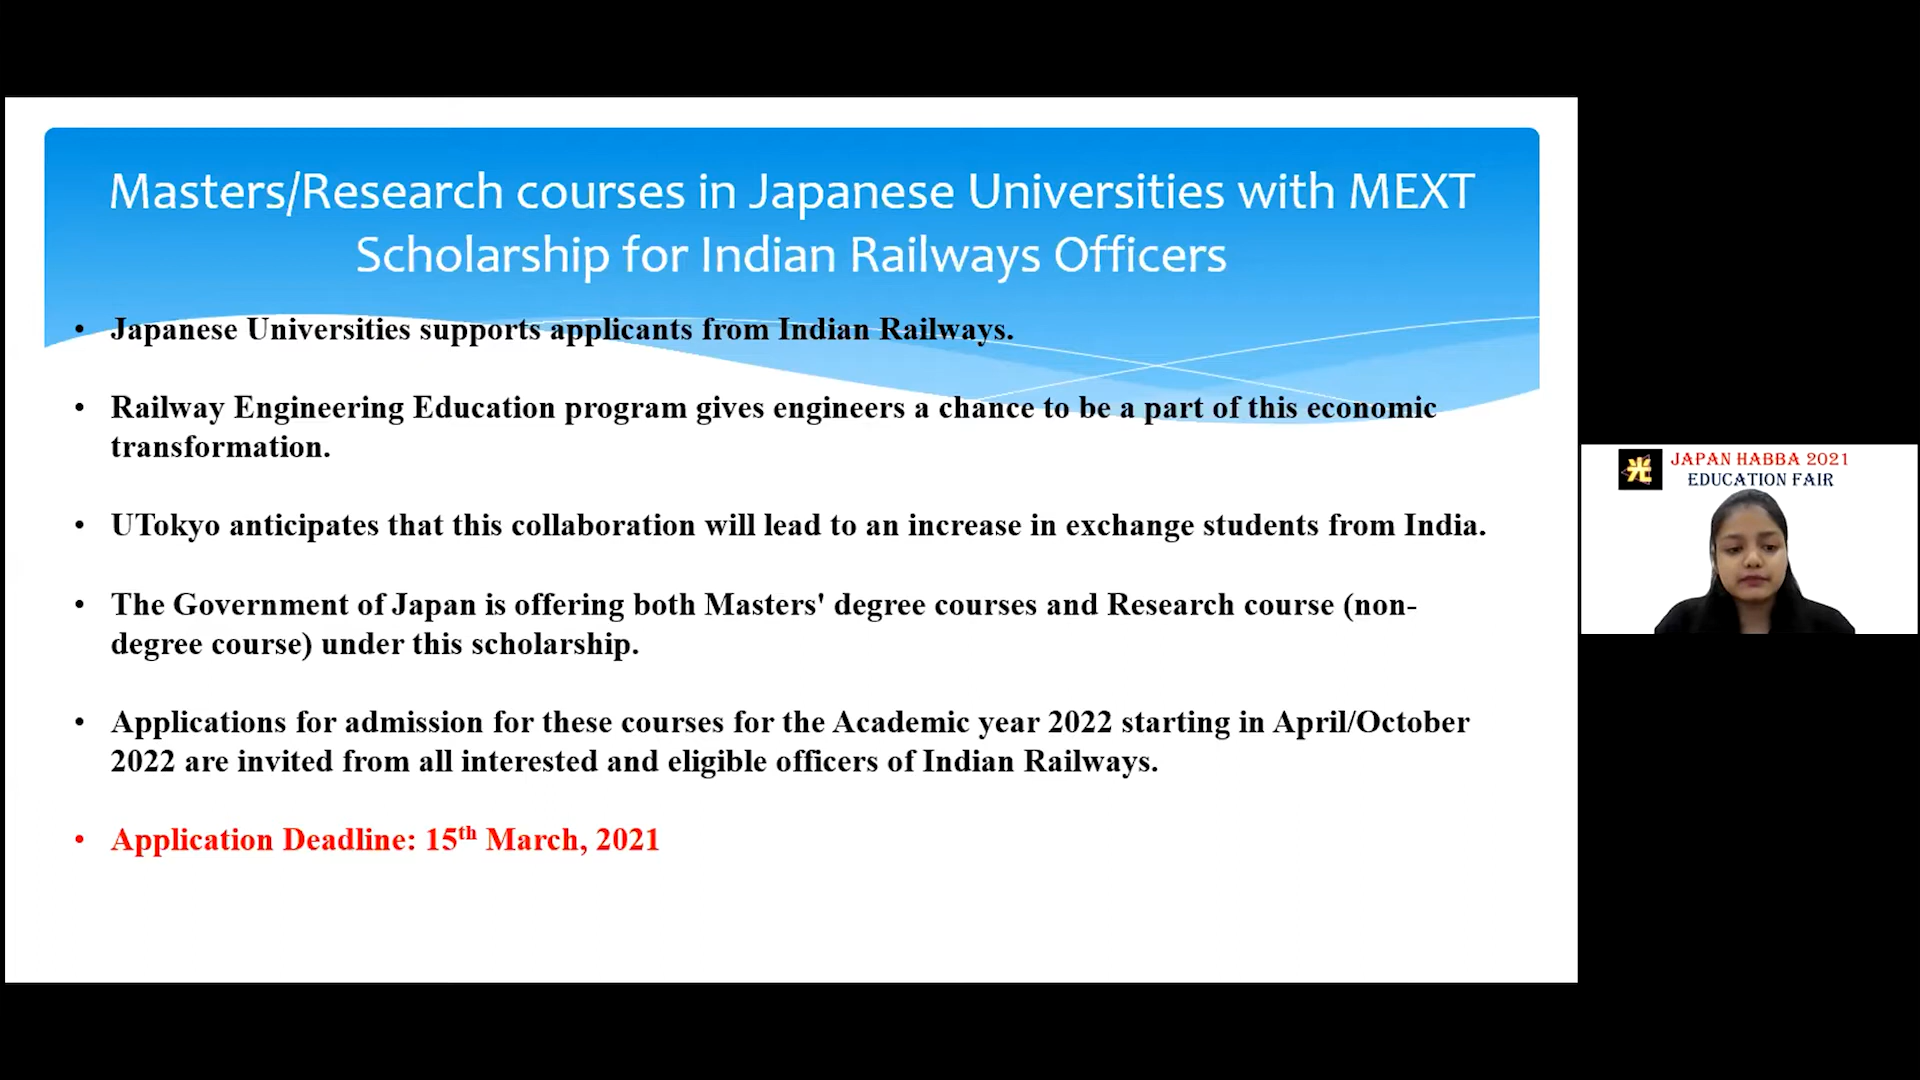 Masters/Research courses in Japanese Universities with MEXT
Scholarship for Indian Railways Officers
• Japanese Universities supports applicants from Indian Railways.
• Railway Engineering Education program gives engineers a chance to be a part of this economic
transformation.
• UTokyo anticipates that this collaboration will lead to an increase in exchange students from India.
• The Government of Japan is offering both Masters' degree courses and Research course (non-
degree course) under this scholarship.
• Applications for admission for these courses for the Academic year 2022 starting in April/October
2022 are invited from all interested and eligible officers of Indian Railways.
• Application Deadline: 15th March, 2021
光
JAPAN HABBA 2021
EDUCATION FAIR